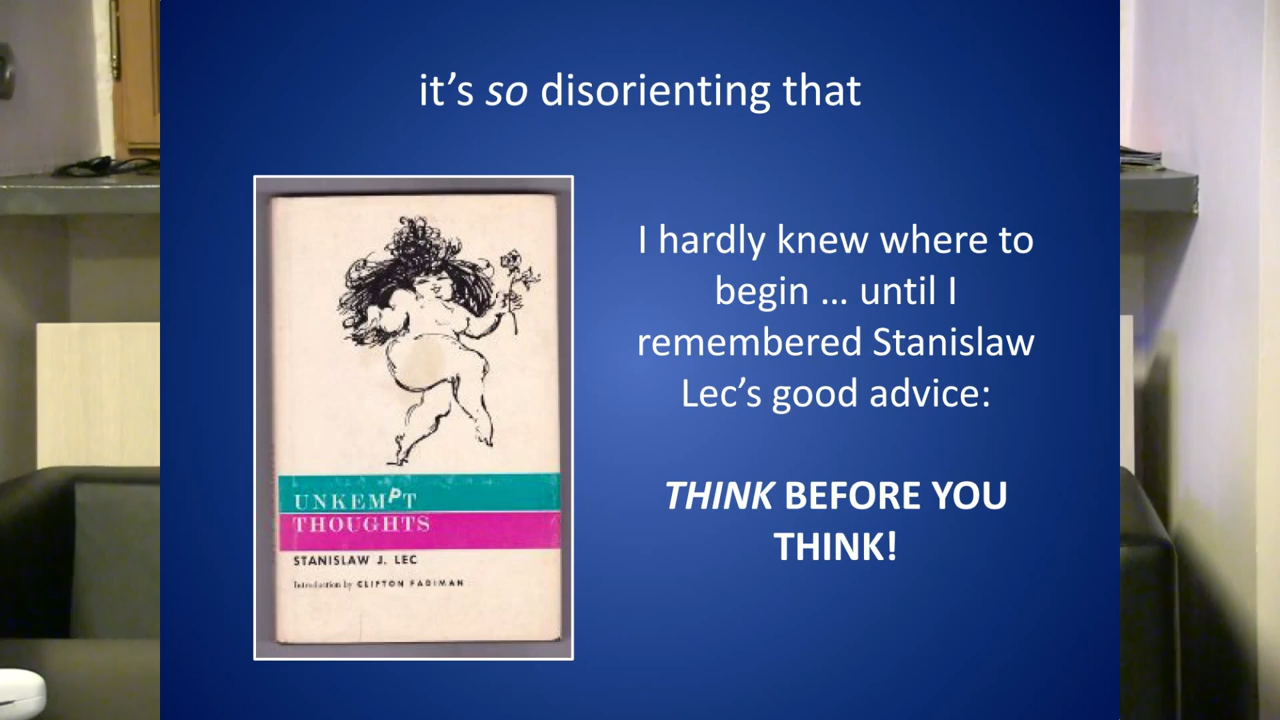 it's so disorienting that
I hardly knew where to
begin … until I
remembered Stanislaw
Lec's good advice:
THINK BEFORE YOU
THINK!
UNKEMPT
THOUGHTS
STANISLAW J. LEC
Introduction by CLIFTON FADIMAN